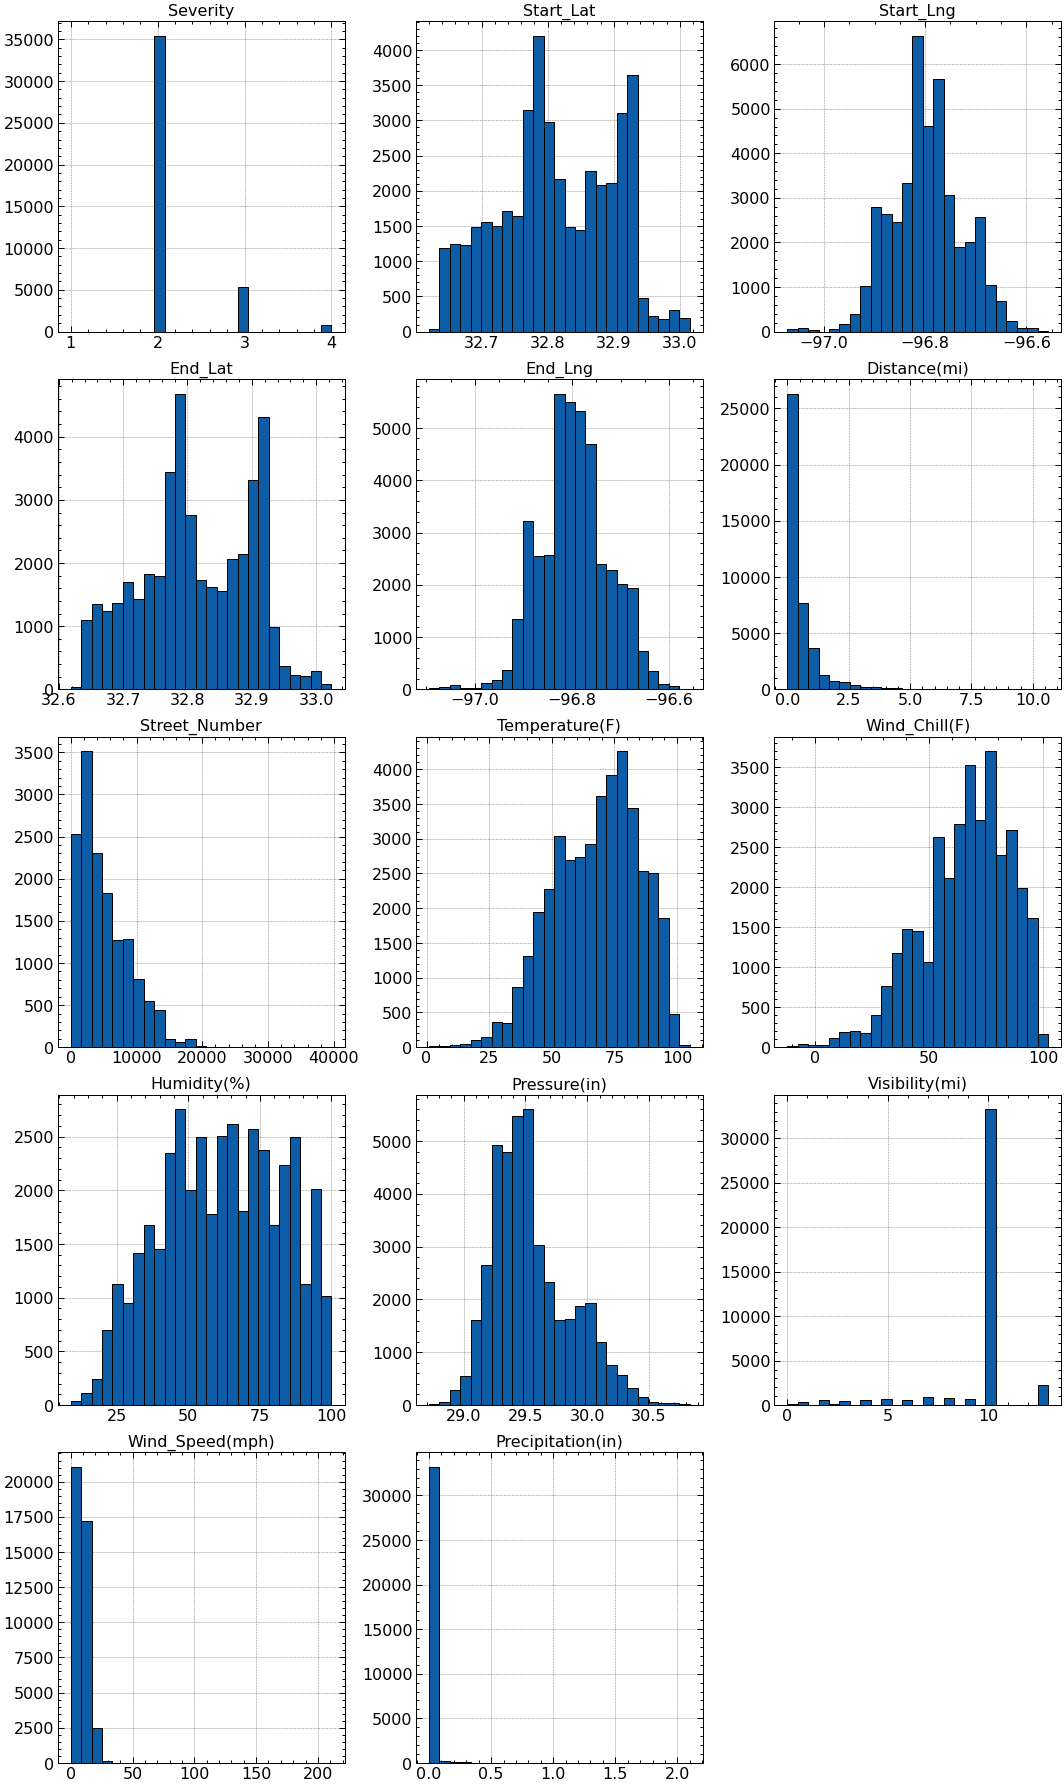 Severity Start_Lat Start_Lng
35000 30000 25000 20000 15000 10000 5000 0
1 2 3 4
4000 3500 3000 2500 2000 1500 1000 500 0
32.7 32.8 32.9 33.0
6000 5000 4000 3000 2000 1000 0
−97.0 −96.8 −96.6
End_Lat End_Lng Distance(mi)
4000 3000 2000 1000 0
32.6 32.7 32.8 32.9 33.0
5000 4000 3000 2000 1000 0
−97.0 −96.8 −96.6
25000 20000 15000 10000 5000 0
0.0 2.5 5.0 7.5 10.0
Street_Number Temperature(F) Wind_Chill(F)
3500 3000 2500 2000 1500 1000 500 0
0 10000 20000 30000 40000
4000 3500 3000 2500 2000 1500 1000 500 0
0 25 50 75 100
3500 3000 2500 2000 1500 1000 500 0
0 50 100
Humidity(%) Pressure(in) Visibility(mi)
2500 2000 1500 1000 500 0
25 50 75 100
5000 4000 3000 2000 1000 0
29.0 29.5 30.0 30.5
30000 25000 20000 15000 10000 5000 0
0 5 10
Wind_Speed(mph) Precipitation(in)
20000 17500 15000 12500 10000 7500 5000 2500 0
0 50 100 150 200
30000 25000 20000 15000 10000 5000 0
0.0 0.5 1.0 1.5 2.0